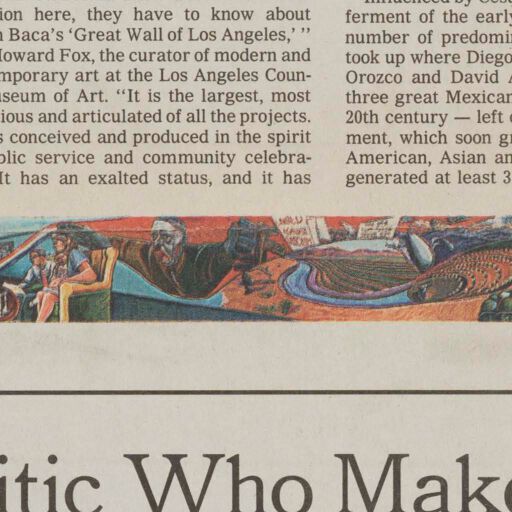 ion here, they have to know about
Baca's 'Great Wall of Los Angeles,' "
Howard Fox, the curator of modern and
mporary art at the Los Angeles Coun-
seum of Art. "It is the largest, most
ious and articulated of all the projects.
s conceived and produced in the spirit
blic service and community celebra-
It has an exalted status, and it has
ferment of the early
number of predomin
took up where Diego
Orozco and David A
three great Mexican
20th century — left o
ment, which soon gr
American, Asian an
generated at least 3
itic Who Make